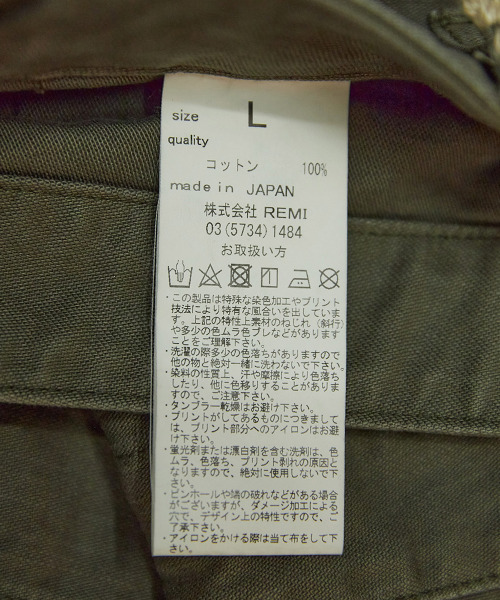 size L
quality
コットン 100%
made in JAPAN
株式会社 REMI
03(5734)1484
お取扱い方
・この製品は特殊な染色加工やプリント
技法により特有な風合いを出していま
す。上記の特性上素材のねじれ(斜行)
や多少の色ムラ色ブレなどがあります
ことをご理解下さい。
・洗濯の際多少の色落ちがありますので
他の物と絶対一緒に洗わないで下さい。
・染料の性質上、汗や摩擦により色落ち
したり、他に色移りすることがありま
すので、ご注意下さい。
・タンブラー乾燥はお避け下さい。
・プリントがしてあるものにつきまして
は、プリント部分へのアイロンはお避
け下さい。
・蛍光剤または漂白剤を含む洗剤は、色
ムラ、色落ち、プリント剥れの原因と
なりますので、絶対に使用しないで下
さい。
・ピンホールや端の破れなどがある場合
がございますが、ダメージ加工による
穴で、デザイン上の特性ですので、ご
了承下さい。
・アイロンをかける際は当て布をして下
さい。